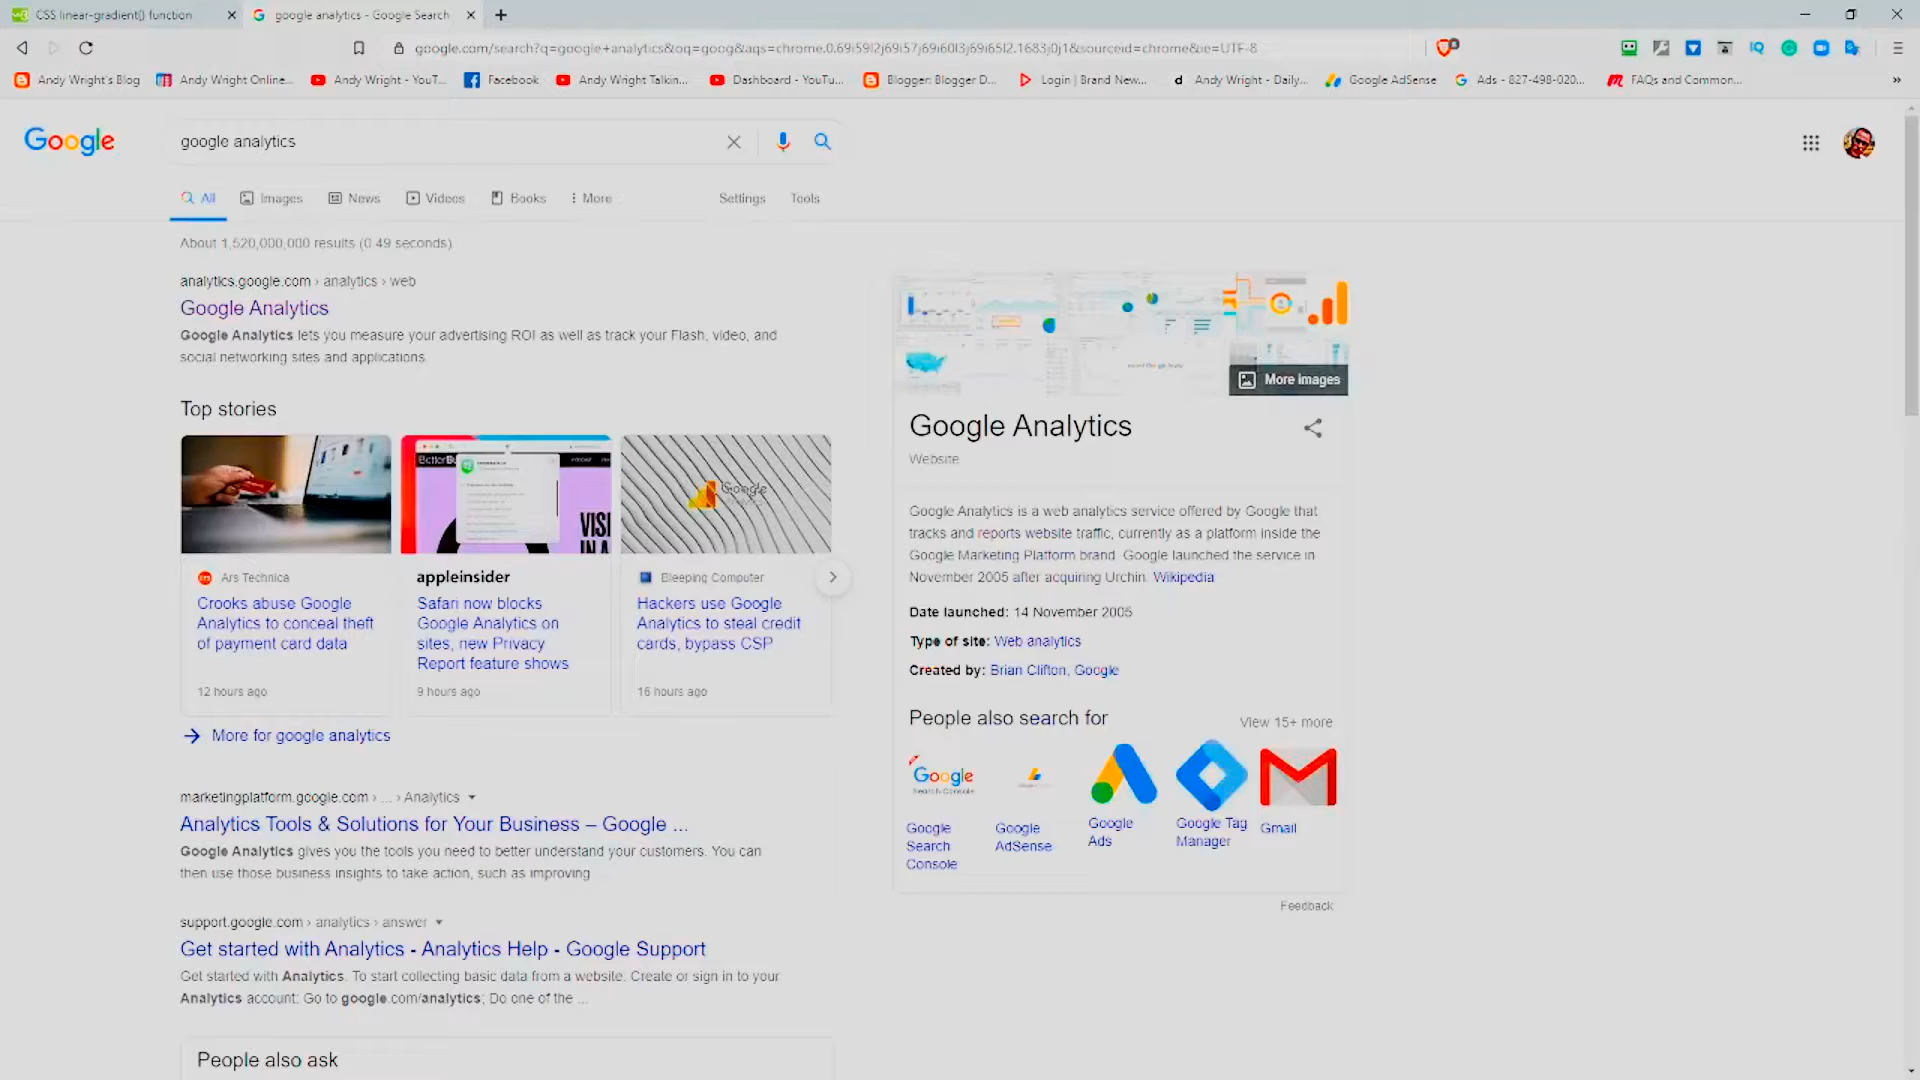 CSS linear-gradient() function
google analytics - Google Search
google.com/search?q=google+analytics&oq=goog&aqs=chrome.0.69i59l2j69i57j69i60l3j69i65l2.1683j0j1&sourceid=chrome&ie=UTF-8
Andy Wright's Blog
Andy Wright Online...
Andy Wright - YouT...
Facebook
Andy Wright Talkin...
Dashboard - YouTu...
Blogger: Blogger D...
Login | Brand New...
Andy Wright - Daily...
Google AdSense
Ads - 827-498-020...
FAQs and Common...
Google
google analytics
All
Images
News
Videos
Books
More
Settings
Tools
About 1,520,000,000 results (0.49 seconds)
analytics.google.com › analytics › web
Google Analytics
Google Analytics lets you measure your advertising ROI as well as track your Flash, video, and
social networking sites and applications.
Top stories
Google
VISI
IN A
Ars Technica
Crooks abuse Google
Analytics to conceal theft
of payment card data
12 hours ago
appleinsider
Safari now blocks
Google Analytics on
sites, new Privacy
Report feature shows
9 hours ago
Bleeping Computer
Hackers use Google
Analytics to steal credit
cards, bypass CSP
16 hours ago
More for google analytics
marketingplatform.google.com › ... › Analytics
Analytics Tools & Solutions for Your Business – Google ...
Google Analytics gives you the tools you need to better understand your customers. You can
then use those business insights to take action, such as improving
support.google.com › analytics › answer
Get started with Analytics - Analytics Help - Google Support
Get started with Analytics. To start collecting basic data from a website: Create or sign in to your
Analytics account: Go to google.com/analytics; Do one of the ...
People also ask
More images
Google Analytics
Website
Google Analytics is a web analytics service offered by Google that
tracks and reports website traffic, currently as a platform inside the
Google Marketing Platform brand. Google launched the service in
November 2005 after acquiring Urchin. Wikipedia
Date launched: 14 November 2005
Type of site: Web analytics
Created by: Brian Clifton, Google
People also search for
View 15+ more
Google
Search Console
Google
Search
Console
Google
AdSense
Google
Ads
Google Tag
Manager
Gmail
Feedback